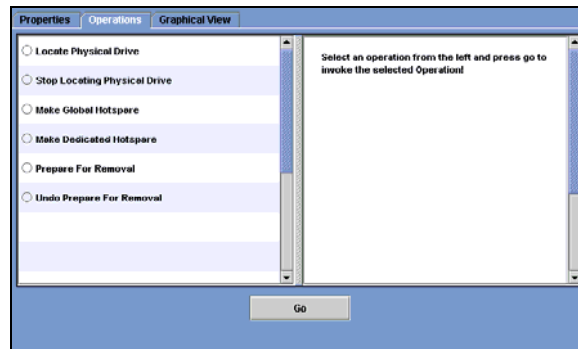 Properties Operations Graphical View
Locate Physical Drive
Stop Locating Physical Drive
Make Global Hotspare
Make Dedicated Hotspare
Prepare For Removal
Undo Prepare For Removal
Select an operation from the left and press go to
invoke the selected Operation!
Go